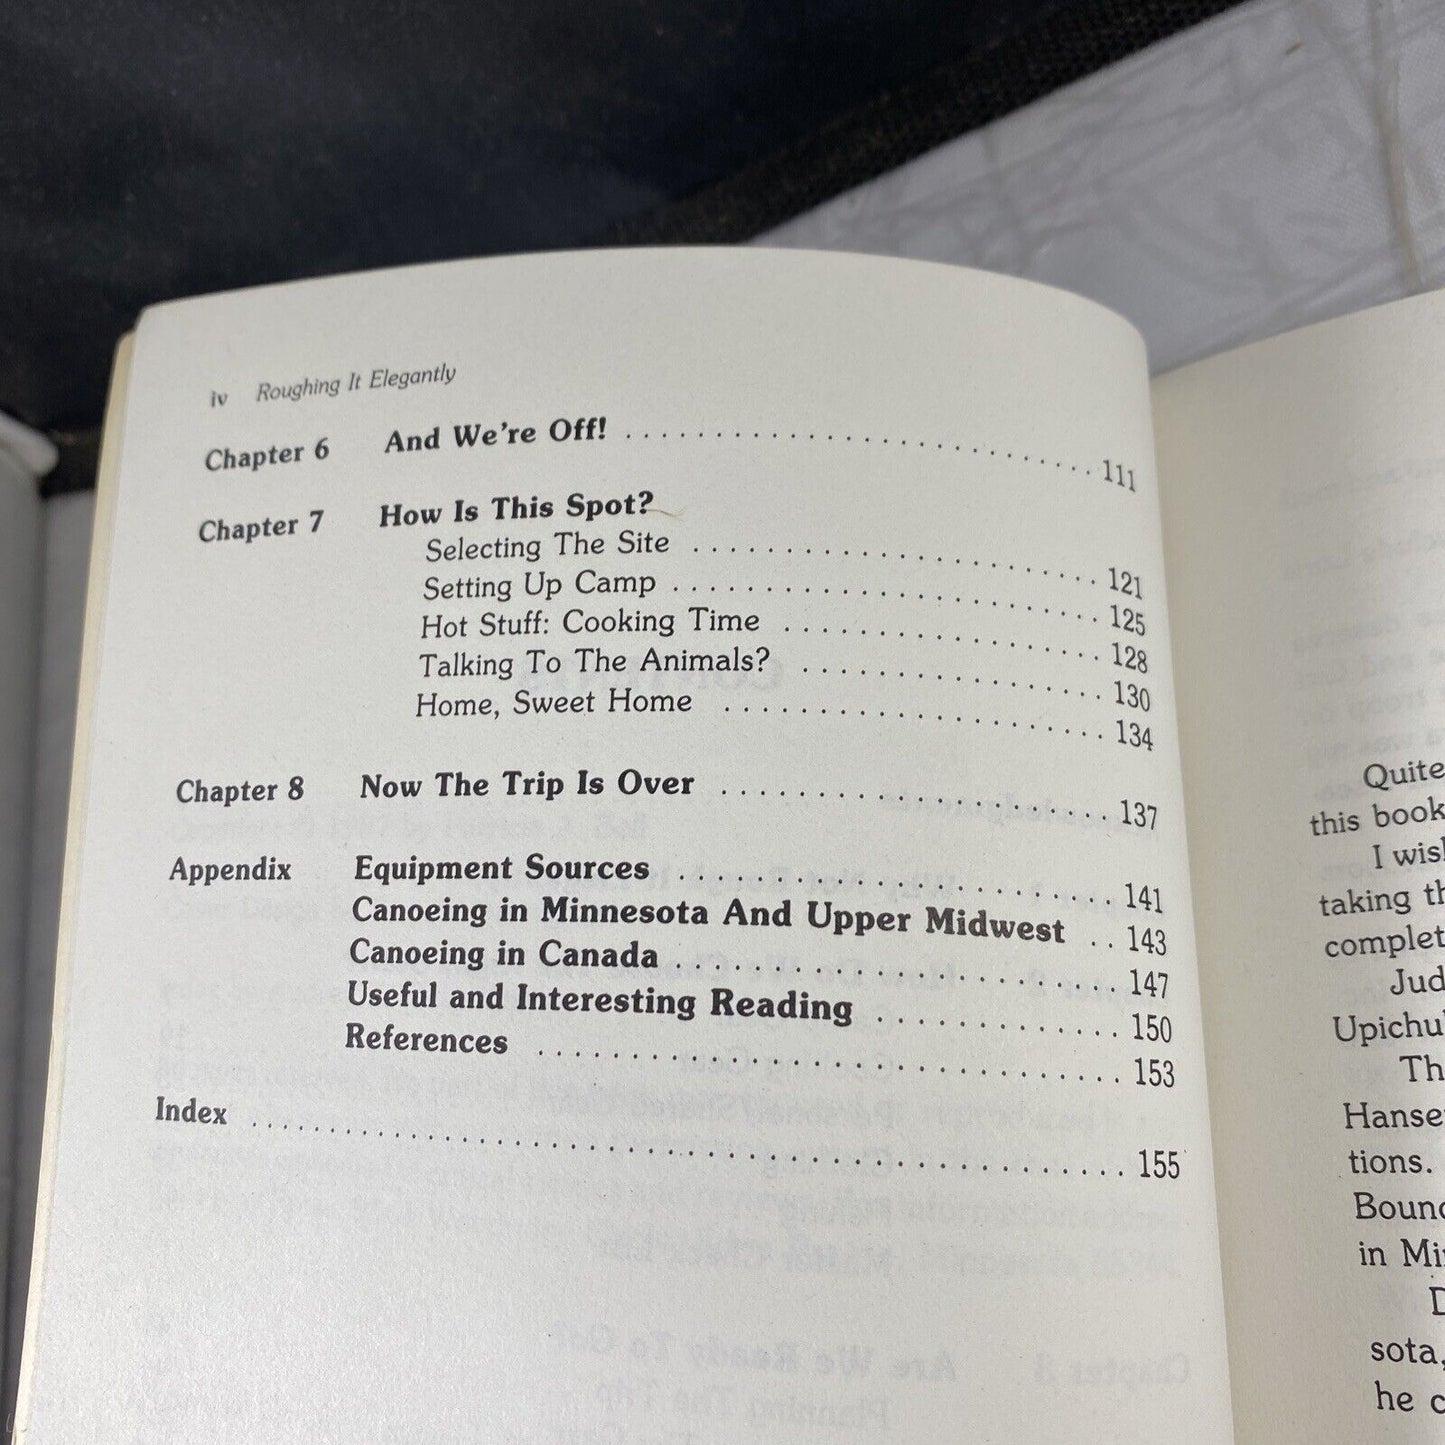 iv Roughing It Elegantly
Chapter 6 And We're Off! . . . . . . . . . . . . . . . . . . . . . . . . . . . 111
Chapter 7 How Is This Spot?
Selecting The Site . . . . . . . . . . . . . . . . . . . . . . . . 121
Setting Up Camp . . . . . . . . . . . . . . . . . . . . . . . . . 125
Hot Stuff: Cooking Time . . . . . . . . . . . . . . . . . . . 128
Talking To The Animals? . . . . . . . . . . . . . . . . . . 130
Home, Sweet Home . . . . . . . . . . . . . . . . . . . . . . . 134
Chapter 8 Now The Trip Is Over . . . . . . . . . . . . . . . . . . . . . . 137
Appendix Equipment Sources . . . . . . . . . . . . . . . . . . . . . . . . 141
Canoeing in Minnesota And Upper Midwest . . 143
Canoeing in Canada . . . . . . . . . . . . . . . . . . . . . . . . 147
Useful and Interesting Reading . . . . . . . . . . . . . 150
References . . . . . . . . . . . . . . . . . . . . . . . . . . . . . . 153
Index . . . . . . . . . . . . . . . . . . . . . . . . . . . . . . . . . . . . . . . . . . . . . 155
Quite
this book
I wis
taking th
complet
Jud
Upichu
Th
Hanse
tions.
Bound
in Mi
D
sota,
he c